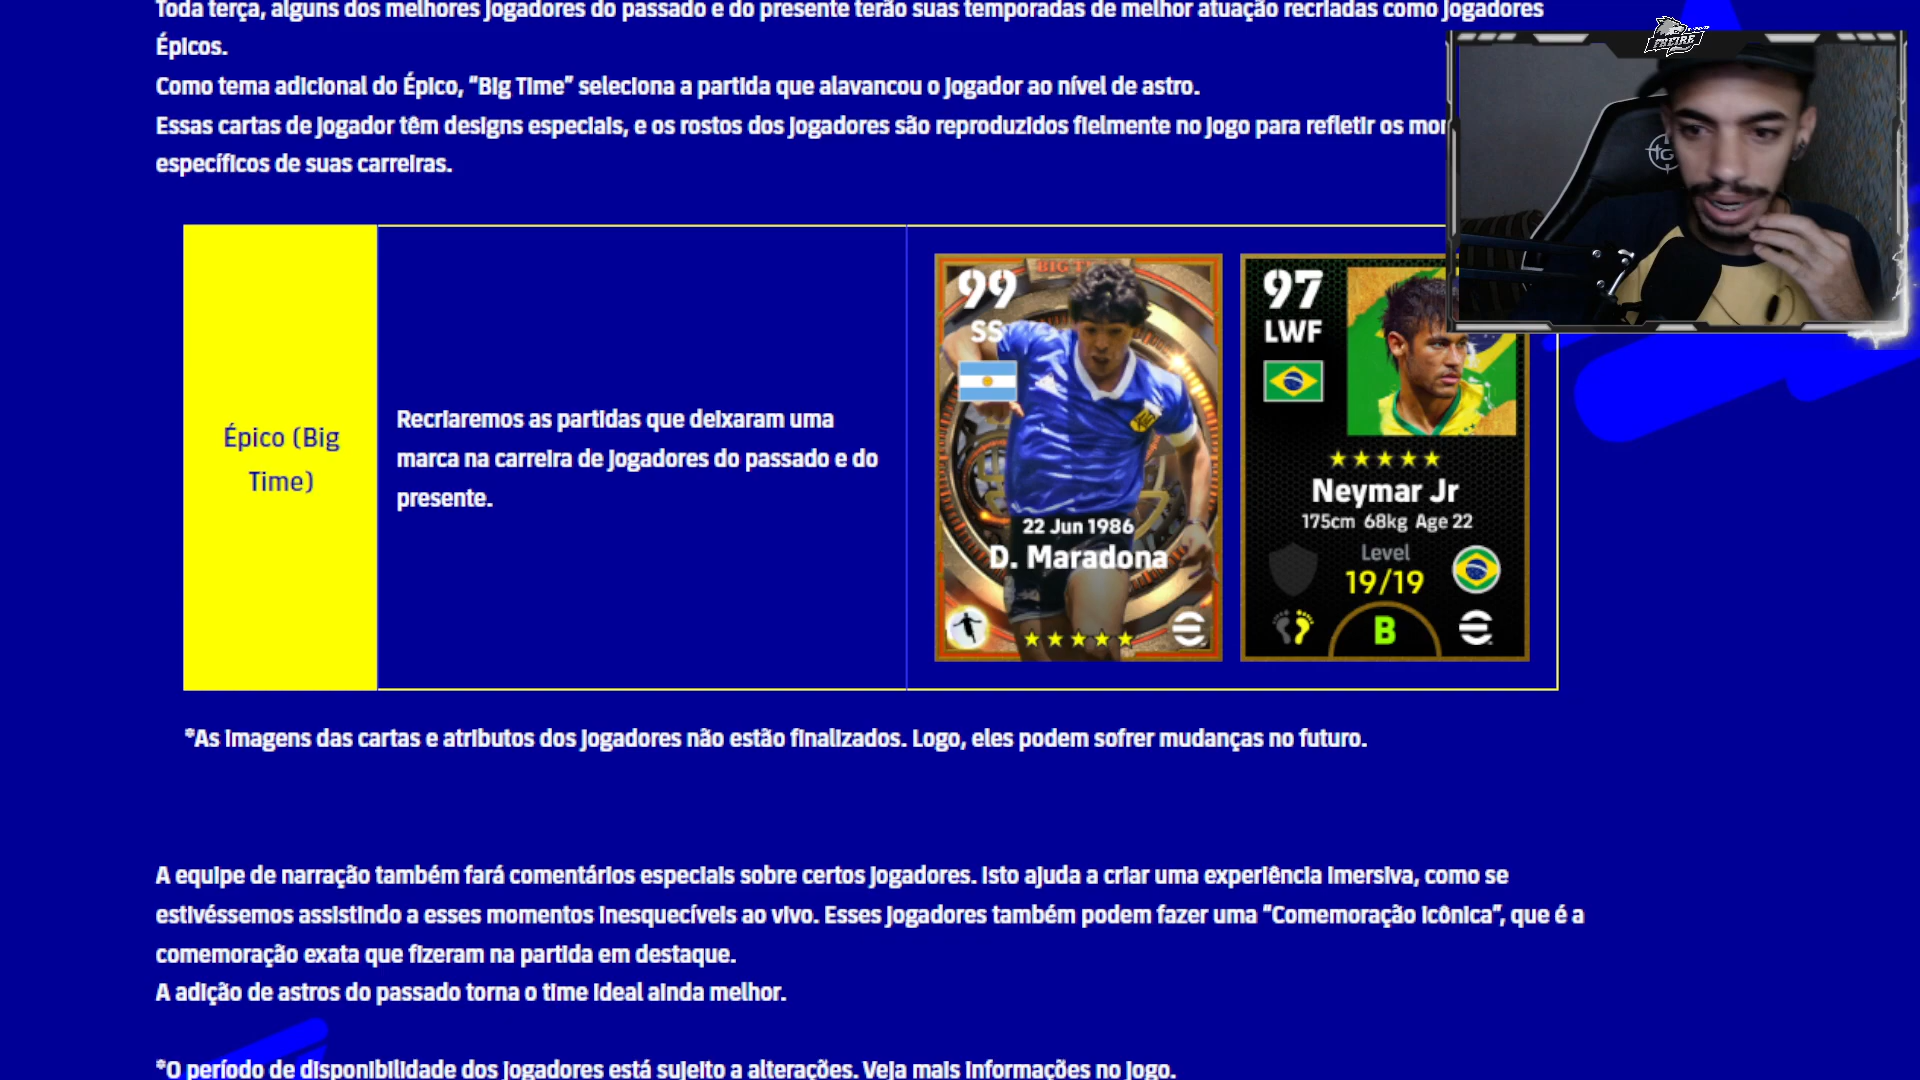 Toda terça, alguns dos melhores jogadores do passado e do presente terão suas temporadas de melhor atuação recriadas como jogadores
Épicos.
Como tema adicional do Épico, "Big Time" seleciona a partida que alavancou o jogador ao nível de astro.
Essas cartas de jogador têm designs especiais, e os rostos dos jogadores são reproduzidos fielmente no jogo para refletir os
específicos de suas carreiras.
FREIRE
Épico (Big
Time)
Recriaremos as partidas que deixaram uma
marca na carreira de jogadores do passado e do
presente.
99
SS
22 Jun 1986
D. Maradona
★★★★★
97
LWF
★★★★★
Neymar Jr
175cm 68kg Age 22
Level
19/19
B
*As imagens das cartas e atributos dos jogadores não estão finalizados. Logo, eles podem sofrer mudanças no futuro.
A equipe de narração também fará comentários especiais sobre certos jogadores. Isto ajuda a criar uma experiência imersiva, como se
estivéssemos assistindo a esses momentos inesquecíveis ao vivo. Esses jogadores também podem fazer uma "Comemoração Icônica", que é a
comemoração exata que fizeram na partida em destaque.
A adição de astros do passado torna o time ideal ainda melhor.
*O período de disponibilidade dos jogadores está sujeito a alterações. Veja mais informações no jogo.